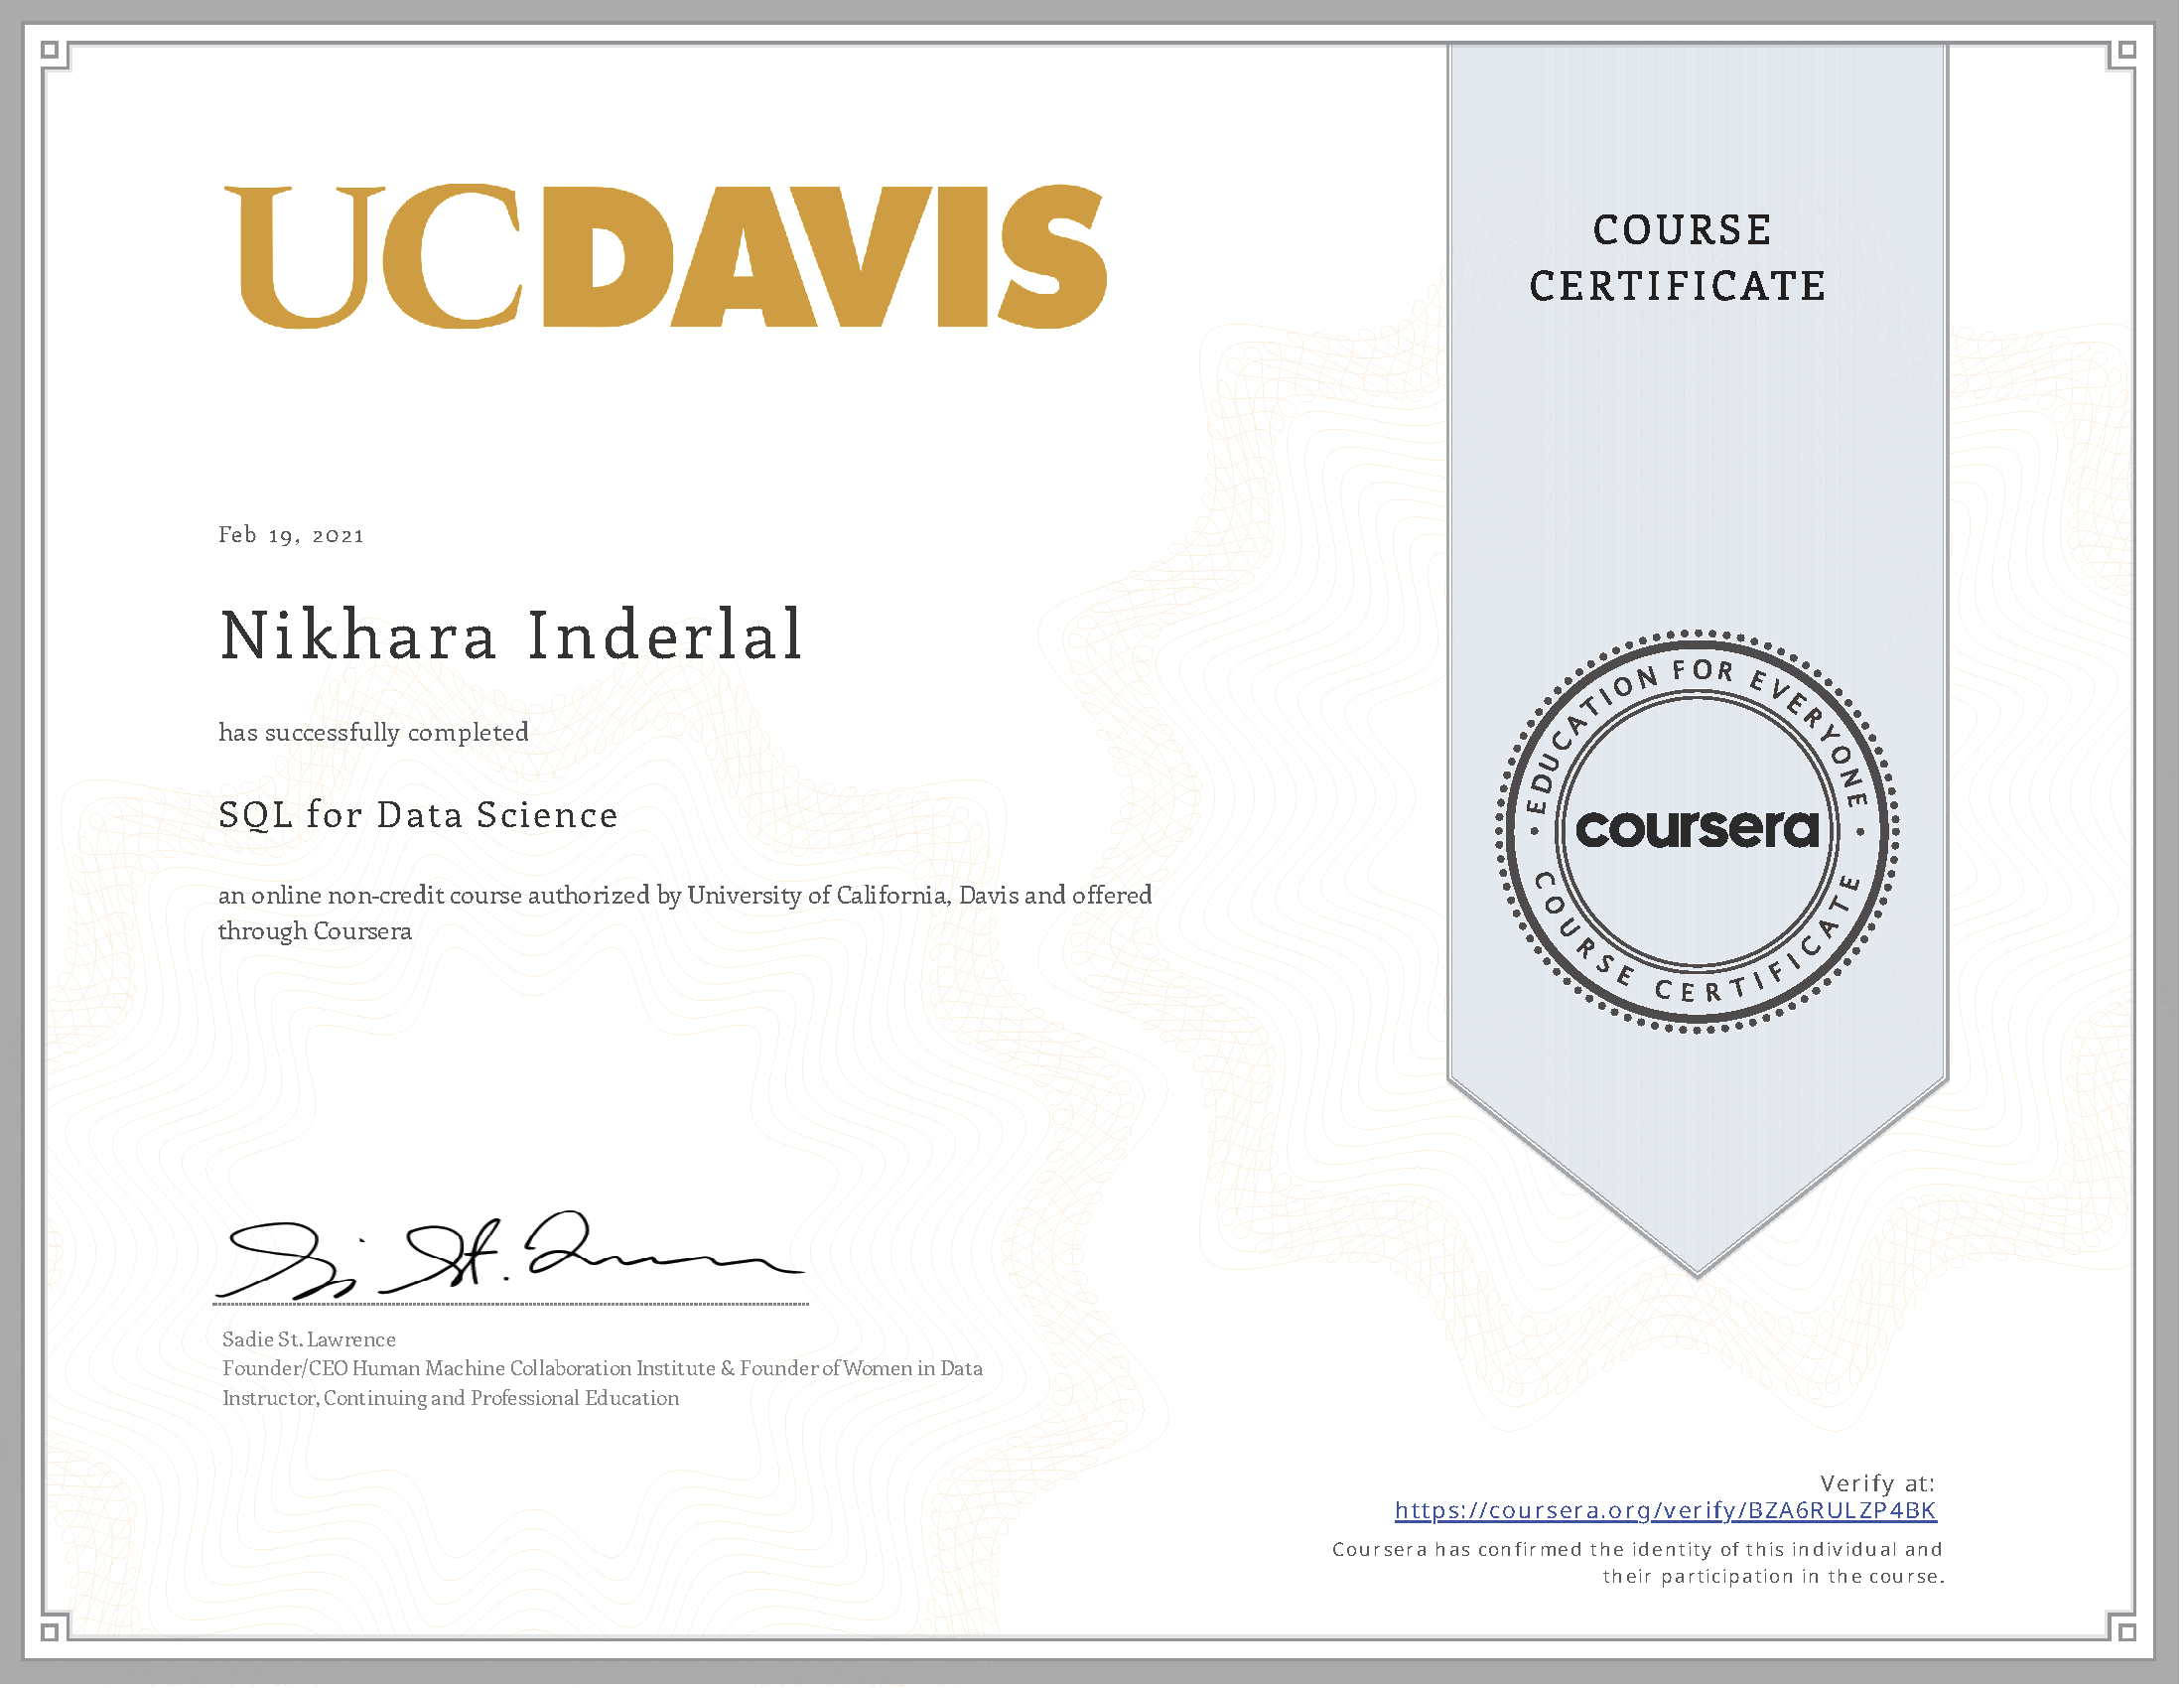 UCDAVIS
COURSE
CERTIFICATE
Feb 19, 2021
Nikhara Inderlal
has successfully completed
SQL for Data Science
an online non-credit course authorized by University of California, Davis and offered
through Coursera
EDUCATION FOR EVERYONE
coursera
COURSE CERTIFICATE
Sadie St. Lawrence
Founder/CEO Human Machine Collaboration Institute & Founder of Women in Data
Instructor, Continuing and Professional Education
Verify at:
https://coursera.org/verify/BZA6RULZP4BK
Coursera has confirmed the identity of this individual and
their participation in the course.